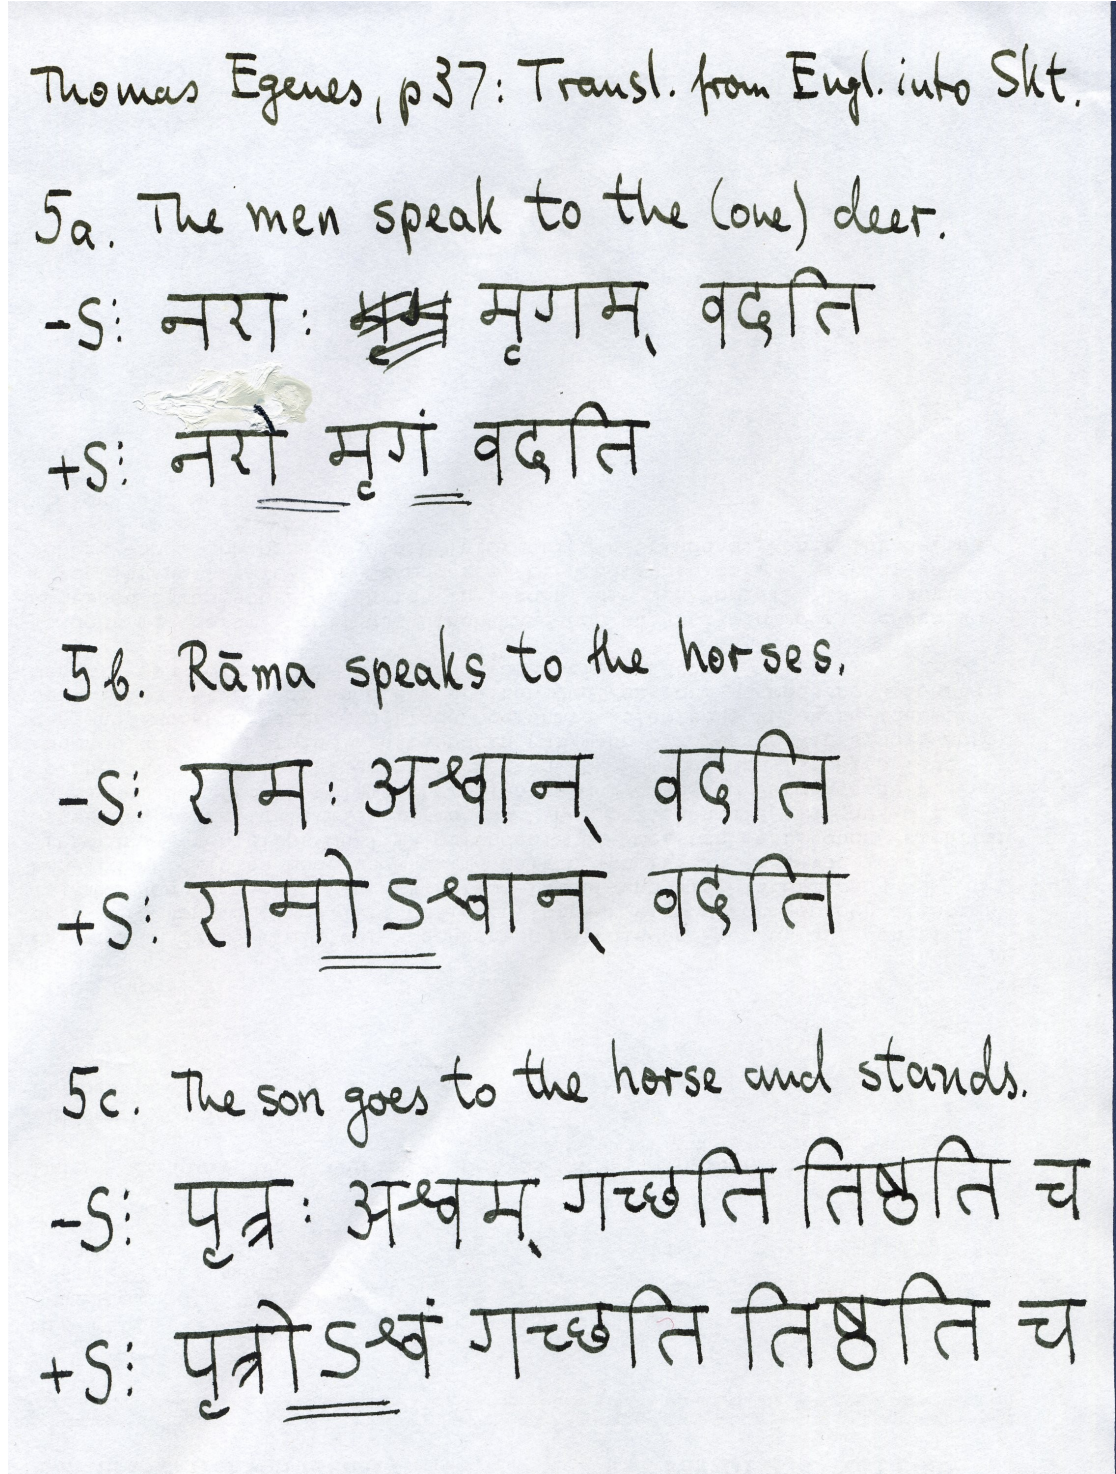 Thomas Egenes, p37: Transl. from Engl. into Skt.
5a. The men speak to the (one) deer.
-S: नराः मृगम् वदति
+S: नरो मृगं वदति
5b. Rāma speaks to the horses.
-S: रामः अश्वान् वदति
+S: रामो ऽश्वान् वदति
5c. The son goes to the horse and stands.
-S: पृत्रः अश्वम् गच्छति तिष्ठति च
+S: पृत्रो ऽश्वं गच्छति तिष्ठति च